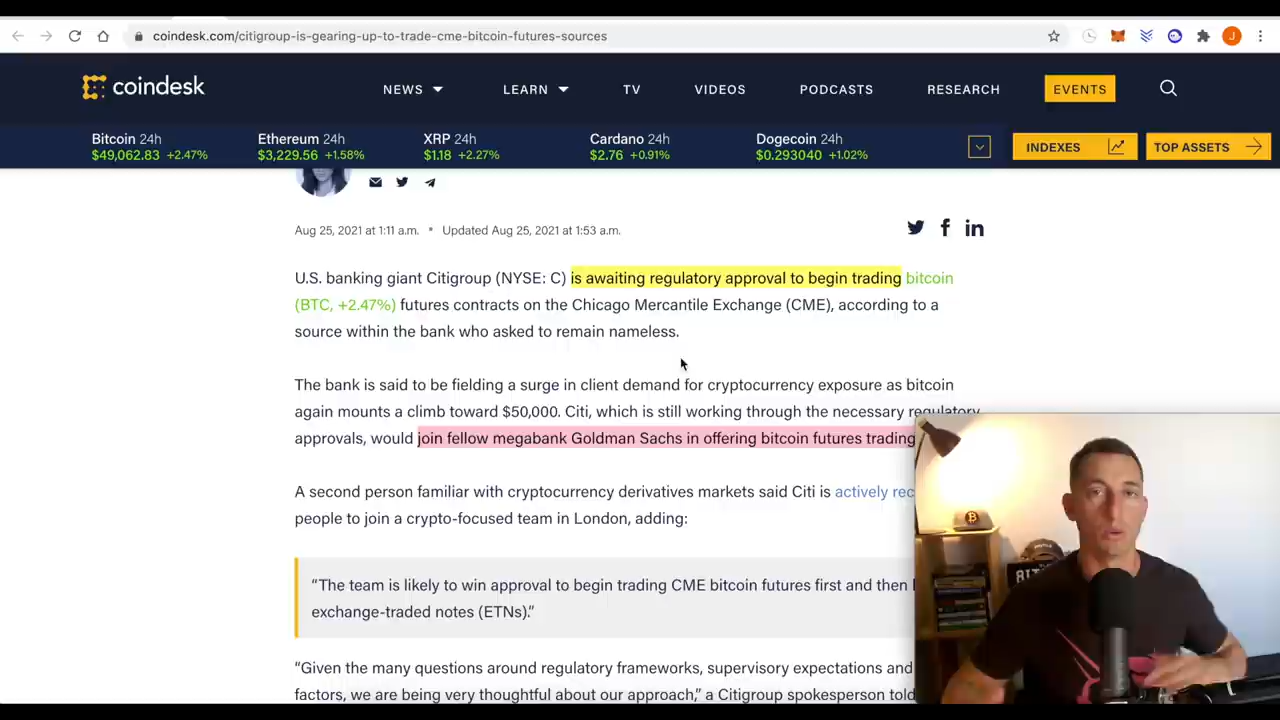 coindesk.com/citigroup-is-gearing-up-to-trade-cme-bitcoin-futures-sources
J
coindesk
NEWS LEARN TV VIDEOS PODCASTS RESEARCH EVENTS
Bitcoin 24h Ethereum 24h XRP 24h Cardano 24h Dogecoin 24h
$49,062.83 +2.47% $3,229.56 +1.58% $1.18 +2.27% $2.76 +0.91% $0.293040 +1.02%
INDEXES TOP ASSETS
Aug 25, 2021 at 1:11 a.m. • Updated Aug 25, 2021 at 1:53 a.m.
U.S. banking giant Citigroup (NYSE: C) is awaiting regulatory approval to begin trading bitcoin
(BTC, +2.47%) futures contracts on the Chicago Mercantile Exchange (CME), according to a
source within the bank who asked to remain nameless.
The bank is said to be fielding a surge in client demand for cryptocurrency exposure as bitcoin
again mounts a climb toward $50,000. Citi, which is still working through the necessary regulatory
approvals, would join fellow megabank Goldman Sachs in offering bitcoin futures trading
A second person familiar with cryptocurrency derivatives markets said Citi is actively rec
people to join a crypto-focused team in London, adding:
“The team is likely to win approval to begin trading CME bitcoin futures first and then
exchange-traded notes (ETNs).”
“Given the many questions around regulatory frameworks, supervisory expectations and
factors, we are being very thoughtful about our approach,” a Citigroup spokesperson told